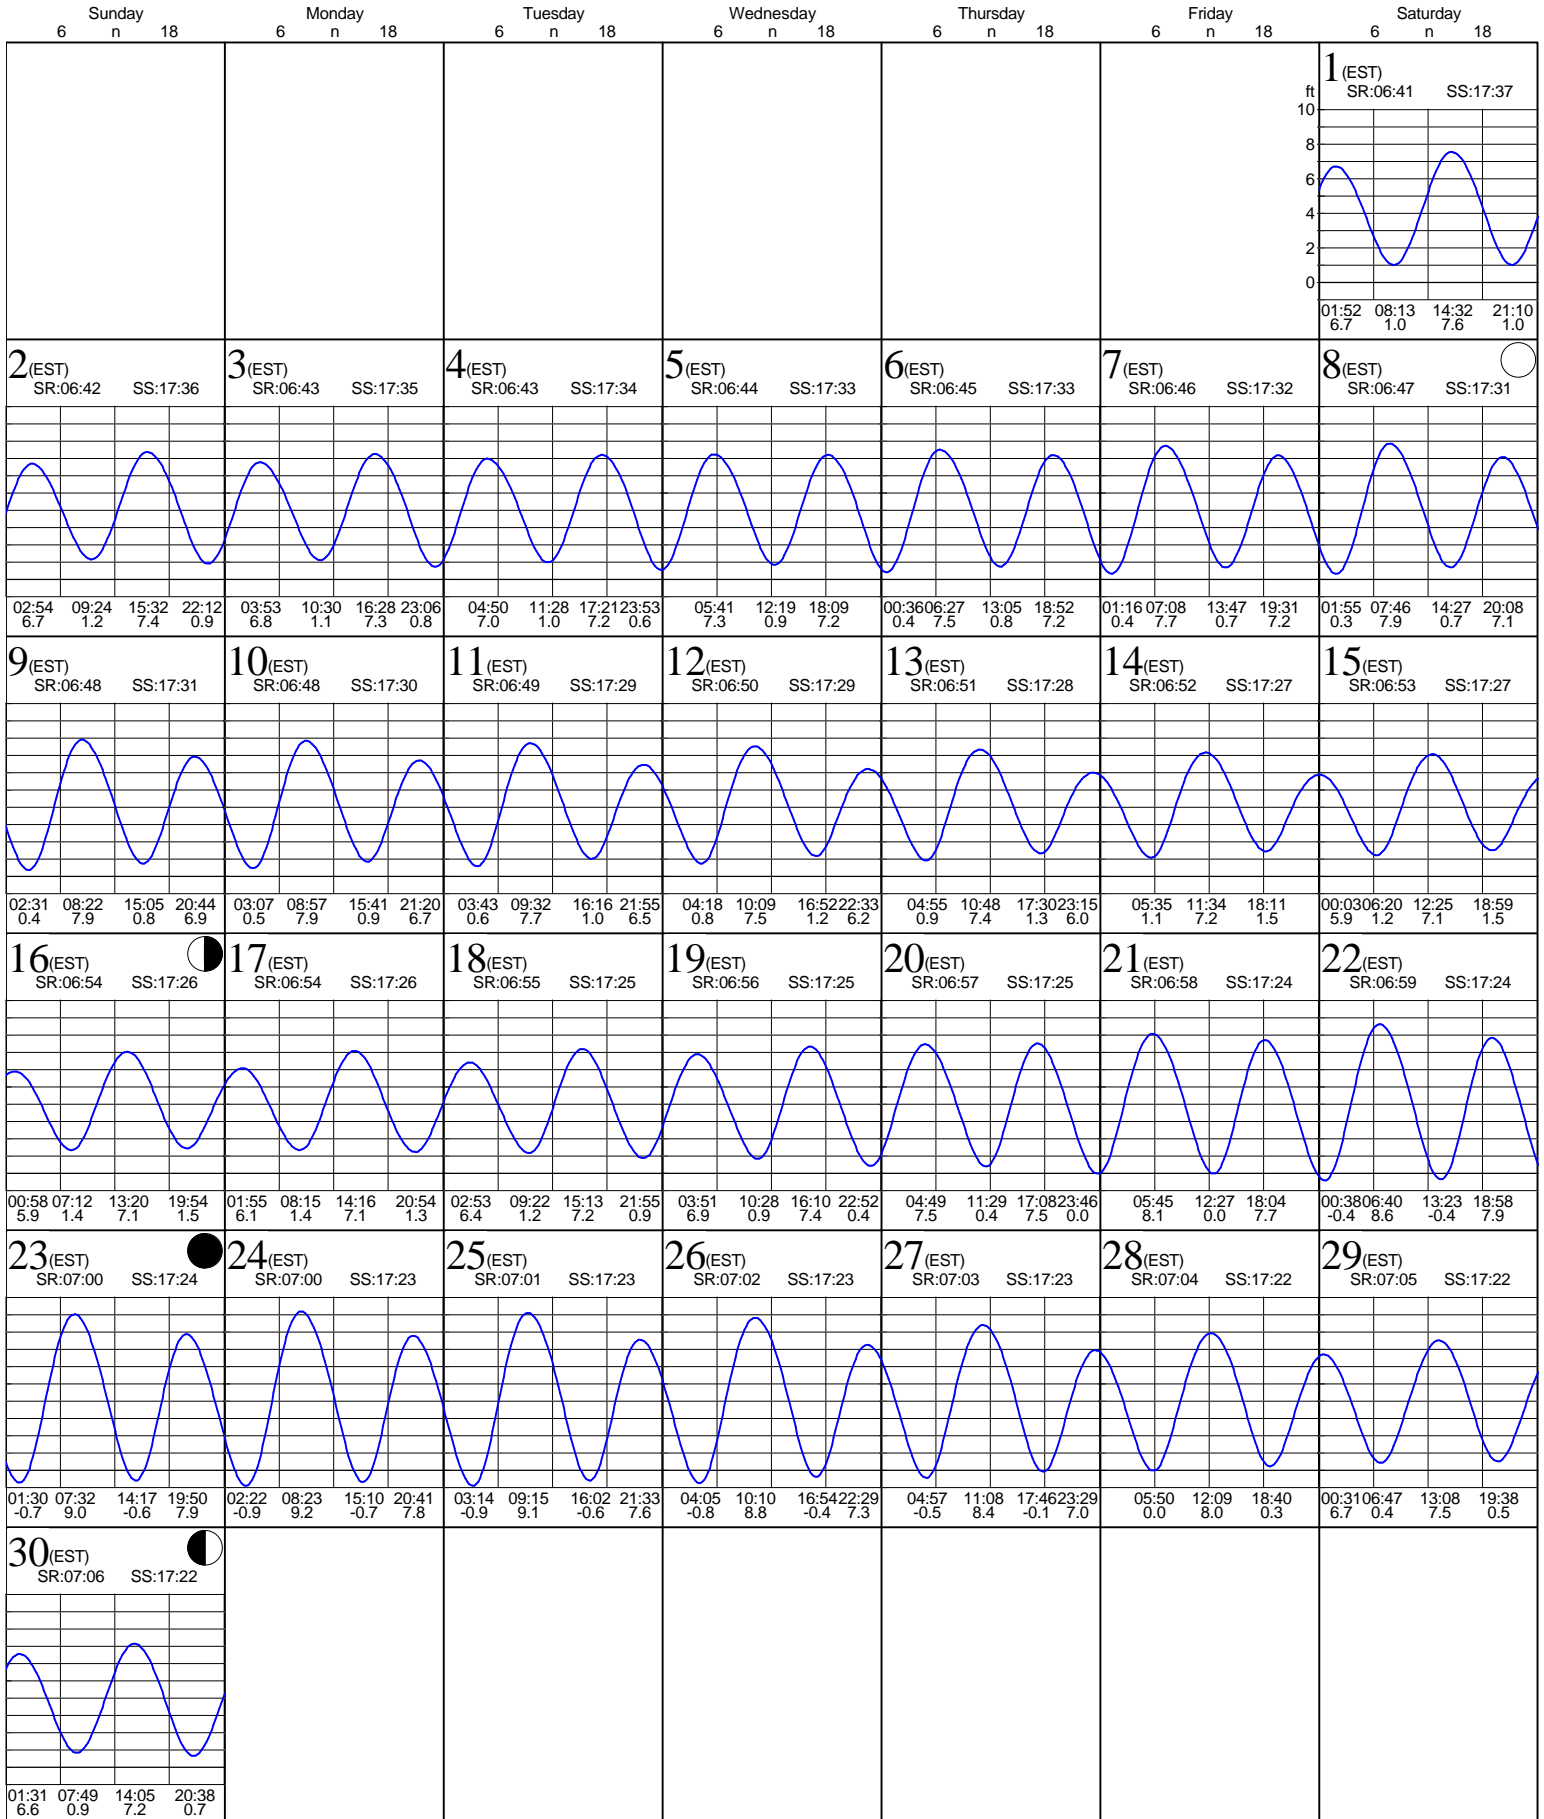 Sunday Monday Tuesday Wednesday Thursday Friday Saturday
6 n 18 6 n 18 6 n 18 6 n 18 6 n 18 6 n 18 6 n 18
1(EST)
ft SR:06:41 SS:17:37
10
8
6
4
2
0
01:52 08:13 14:32 21:10
6.7 1.0 7.6 1.0
2(EST) 3(EST) 4(EST) 5(EST) 6(EST) 7(EST) 8(EST)
SR:06:42 SS:17:36 SR:06:43 SS:17:35 SR:06:43 SS:17:34 SR:06:44 SS:17:33 SR:06:45 SS:17:33 SR:06:46 SS:17:32 SR:06:47 SS:17:31
02:54 09:24 15:32 22:12 03:53 10:30 16:28 23:06 04:50 11:28 17:21 23:53 05:41 12:19 18:09 00:36 06:27 13:05 18:52 01:16 07:08 13:47 19:31 01:55 07:46 14:27 20:08
6.7 1.2 7.4 0.9 6.8 1.1 7.3 0.8 7.0 1.0 7.2 0.6 7.3 0.9 7.2 0.4 7.5 0.8 7.2 0.4 7.7 0.7 7.2 0.3 7.9 0.7 7.1
9(EST) 10(EST) 11(EST) 12(EST) 13(EST) 14(EST) 15(EST)
SR:06:48 SS:17:31 SR:06:48 SS:17:30 SR:06:49 SS:17:29 SR:06:50 SS:17:29 SR:06:51 SS:17:28 SR:06:52 SS:17:27 SR:06:53 SS:17:27
02:31 08:22 15:05 20:44 03:07 08:57 15:41 21:20 03:43 09:32 16:16 21:55 04:18 10:09 16:52 22:33 04:55 10:48 17:30 23:15 05:35 11:34 18:11 00:03 06:20 12:25 18:59
0.4 7.9 0.8 6.9 0.5 7.9 0.9 6.7 0.6 7.7 1.0 6.5 0.8 7.5 1.2 6.2 0.9 7.4 1.3 6.0 1.1 7.2 1.5 5.9 1.2 7.1 1.5
16(EST) 17(EST) 18(EST) 19(EST) 20(EST) 21(EST) 22(EST)
SR:06:54 SS:17:26 SR:06:54 SS:17:26 SR:06:55 SS:17:25 SR:06:56 SS:17:25 SR:06:57 SS:17:25 SR:06:58 SS:17:24 SR:06:59 SS:17:24
00:58 07:12 13:20 19:54 01:55 08:15 14:16 20:54 02:53 09:22 15:13 21:55 03:51 10:28 16:10 22:52 04:49 11:29 17:08 23:46 05:45 12:27 18:04 00:38 06:40 13:23 18:58
5.9 1.4 7.1 1.5 6.1 1.4 7.1 1.3 6.4 1.2 7.2 0.9 6.9 0.9 7.4 0.4 7.5 0.4 7.5 0.0 8.1 0.0 7.7 -0.4 8.6 -0.4 7.9
23(EST) 24(EST) 25(EST) 26(EST) 27(EST) 28(EST) 29(EST)
SR:07:00 SS:17:24 SR:07:00 SS:17:23 SR:07:01 SS:17:23 SR:07:02 SS:17:23 SR:07:03 SS:17:23 SR:07:04 SS:17:22 SR:07:05 SS:17:22
01:30 07:32 14:17 19:50 02:22 08:23 15:10 20:41 03:14 09:15 16:02 21:33 04:05 10:10 16:54 22:29 04:57 11:08 17:46 23:29 05:50 12:09 18:40 00:31 06:47 13:08 19:38
-0.7 9.0 -0.6 7.9 -0.9 9.2 -0.7 7.8 -0.9 9.1 -0.6 7.6 -0.8 8.8 -0.4 7.3 -0.5 8.4 -0.1 7.0 0.0 8.0 0.3 6.7 0.4 7.5 0.5
30(EST)
SR:07:06 SS:17:22
01:31 07:49 14:05 20:38
6.6 0.9 7.2 0.7